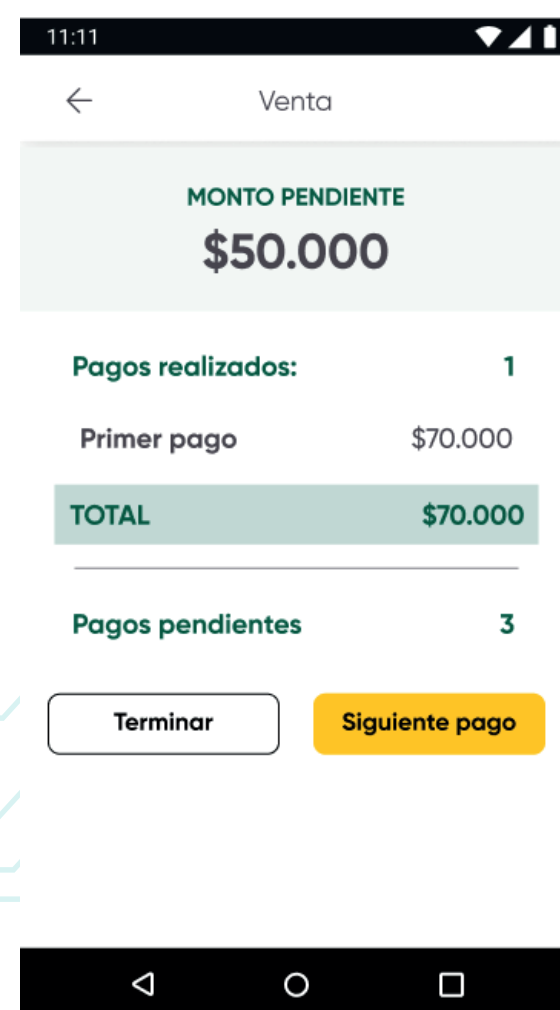 11:11
Venta
MONTO PENDIENTE
$50.000
Pagos realizados: 1
Primer pago $70.000
TOTAL $70.000
Pagos pendientes 3
Terminar Siguiente pago